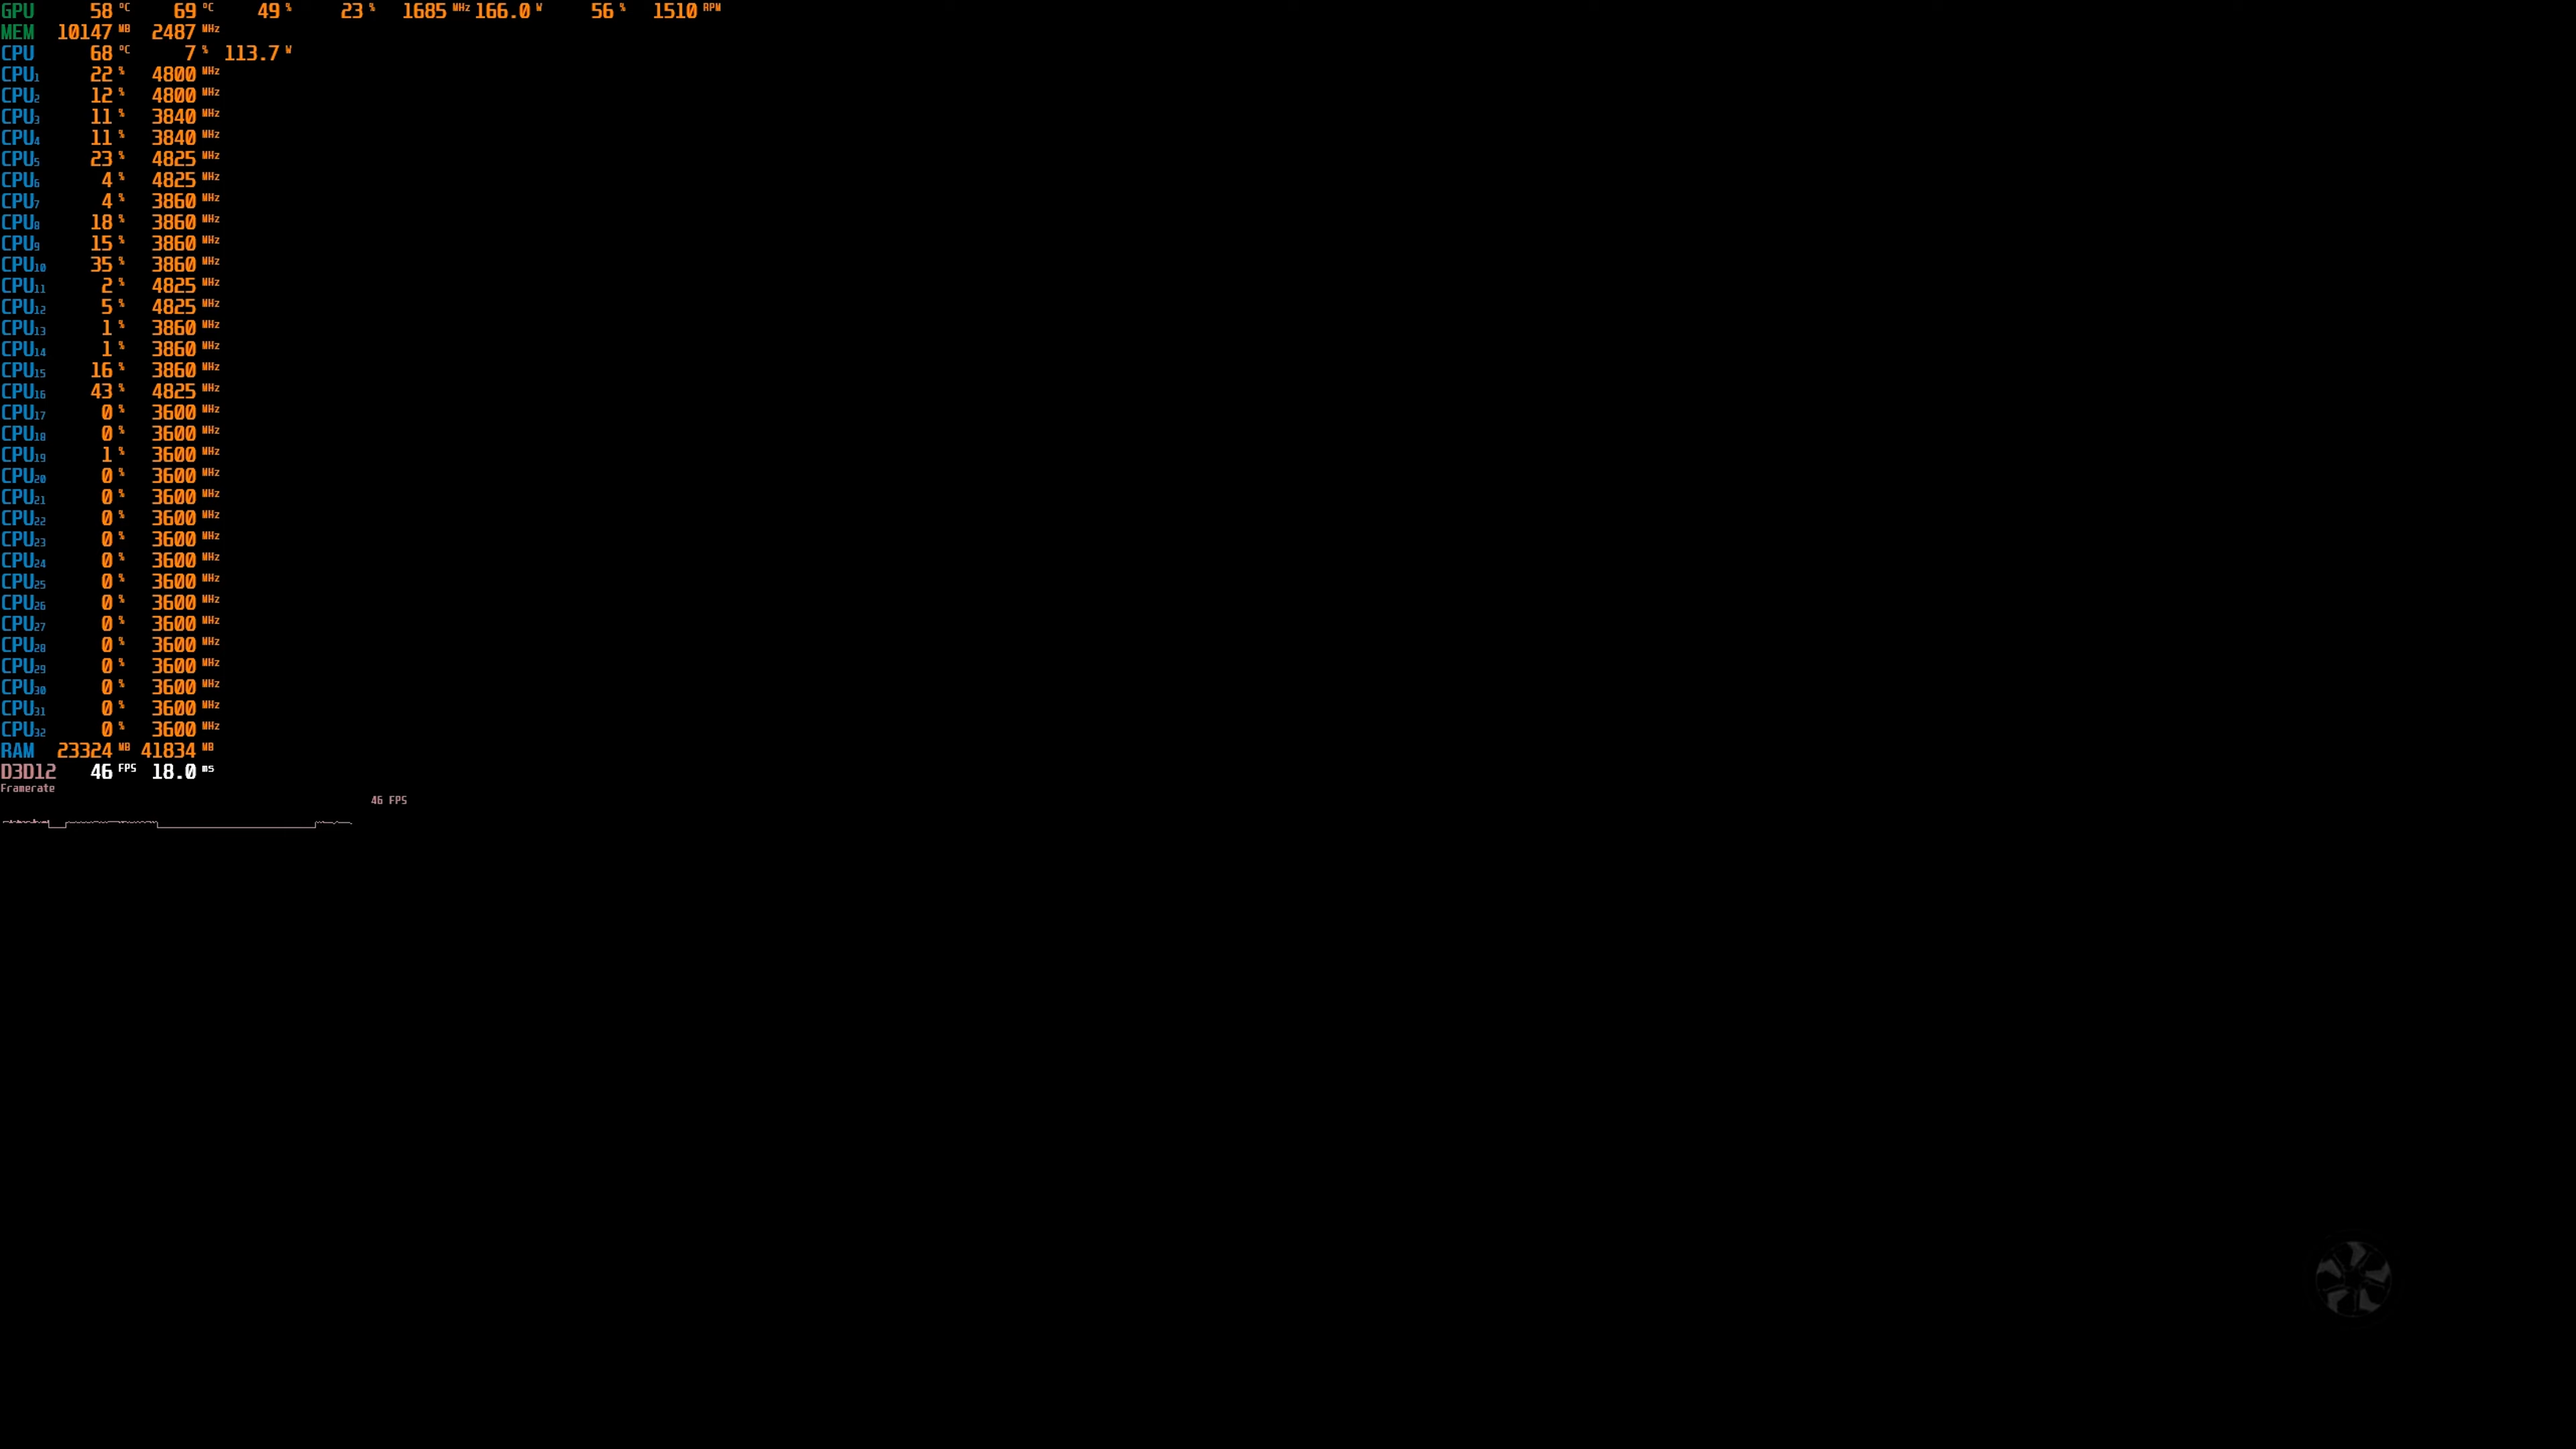 GPU 58 °C 69 °C 49 % 23 % 1685 MHz 166.0 W 56 % 1510 RPM
MEM 10147 MB 2487 MHz
CPU 68 °C 7 % 113.7 W
CPU1 22 % 4800 MHz
CPU2 12 % 4800 MHz
CPU3 11 % 3840 MHz
CPU4 11 % 3840 MHz
CPU5 23 % 4825 MHz
CPU6 4 % 4825 MHz
CPU7 4 % 3860 MHz
CPU8 18 % 3860 MHz
CPU9 15 % 3860 MHz
CPU10 35 % 3860 MHz
CPU11 2 % 4825 MHz
CPU12 5 % 4825 MHz
CPU13 1 % 3860 MHz
CPU14 1 % 3860 MHz
CPU15 16 % 3860 MHz
CPU16 43 % 4825 MHz
CPU17 0 % 3600 MHz
CPU18 0 % 3600 MHz
CPU19 1 % 3600 MHz
CPU20 0 % 3600 MHz
CPU21 0 % 3600 MHz
CPU22 0 % 3600 MHz
CPU23 0 % 3600 MHz
CPU24 0 % 3600 MHz
CPU25 0 % 3600 MHz
CPU26 0 % 3600 MHz
CPU27 0 % 3600 MHz
CPU28 0 % 3600 MHz
CPU29 0 % 3600 MHz
CPU30 0 % 3600 MHz
CPU31 0 % 3600 MHz
CPU32 0 % 3600 MHz
RAM 23324 MB 41834 MB
D3D12 46 FPS 18.0 ms
Framerate
46 FPS